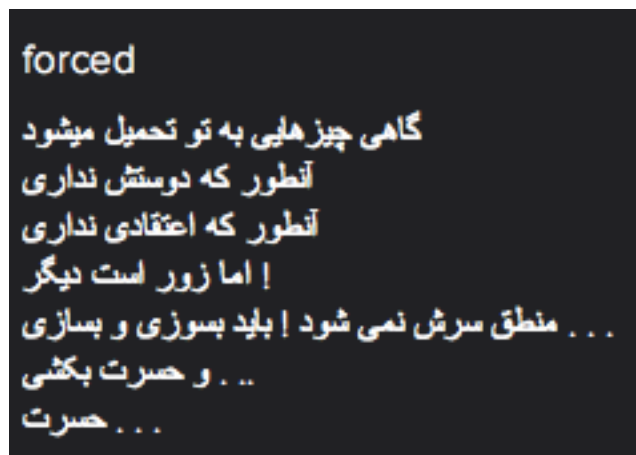 forced
گاهی چیزهایی به تو تحمیل میشود
آنطور که دوستش نداری
آنطور که اعتقادی نداری
اما زور است دیگر !
منطق سرش نمی شود ! باید بسوزی و بسازی . . .
و حسرت بکشی . ..
حسرت . . .